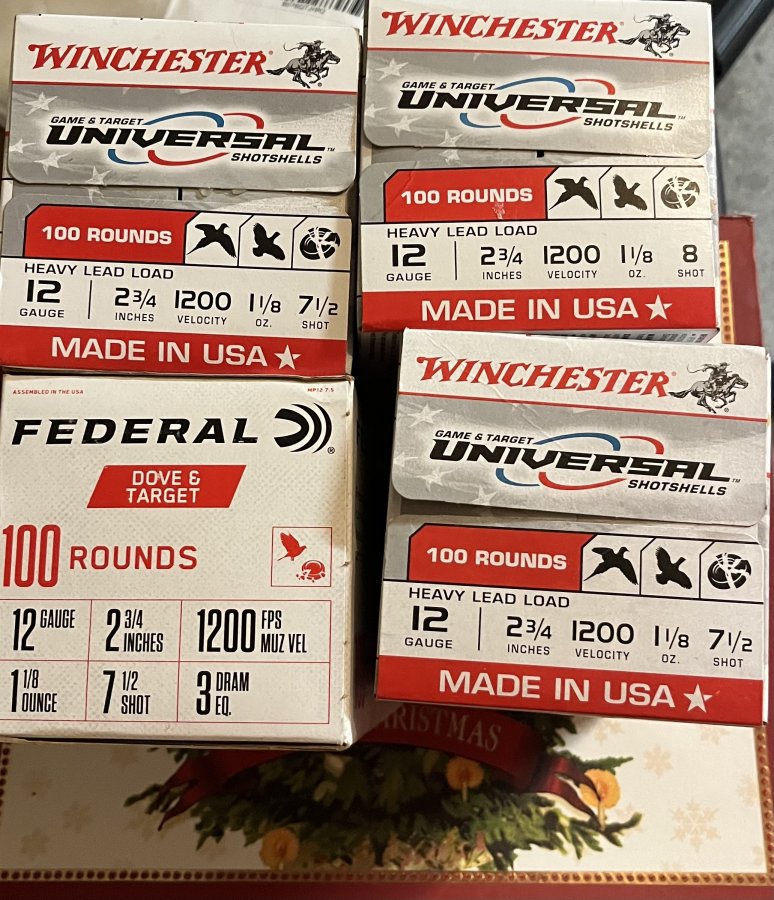 WINCHESTER
GAME & TARGET
UNIVERSAL™
SHOTSHELLS
100 ROUNDS
HEAVY LEAD LOAD
12 2 3/4 1200 1 1/8 7 1/2
GAUGE INCHES VELOCITY OZ. SHOT
MADE IN USA
WINCHESTER
GAME & TARGET
UNIVERSAL™
SHOTSHELLS
100 ROUNDS
HEAVY LEAD LOAD
12 2 3/4 1200 1 1/8 8
GAUGE INCHES VELOCITY OZ. SHOT
MADE IN USA
ASSEMBLED IN THE USA MP12 7.5
FEDERAL®
DOVE &
TARGET
100 ROUNDS
12 GAUGE 2 3/4 INCHES 1200 FPS MUZ VEL
1 1/8 OUNCE 7 1/2 SHOT 3 DRAM EQ.
WINCHESTER
GAME & TARGET
UNIVERSAL™
SHOTSHELLS
100 ROUNDS
HEAVY LEAD LOAD
12 2 3/4 1200 1 1/8 7 1/2
GAUGE INCHES VELOCITY OZ. SHOT
MADE IN USA
CHRISTMAS